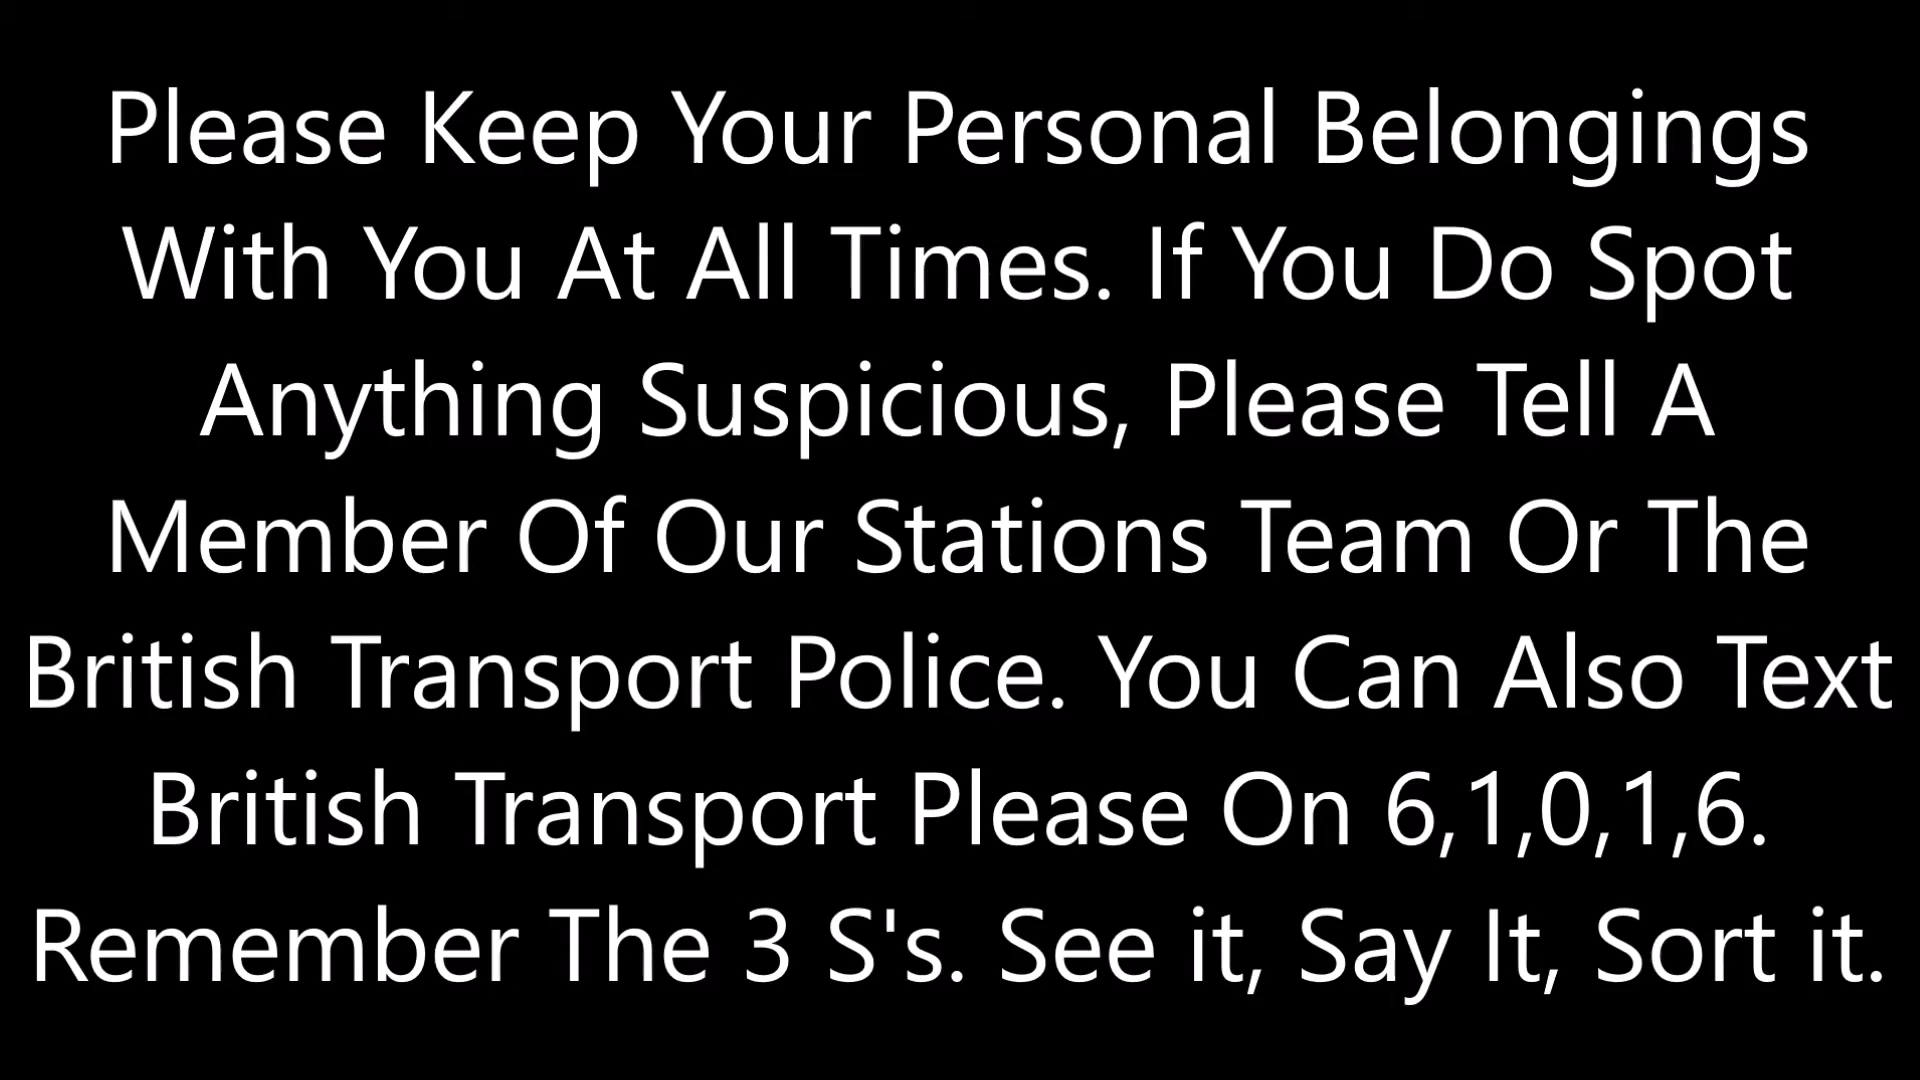 Please Keep Your Personal Belongings
With You At All Times. If You Do Spot
Anything Suspicious, Please Tell A
Member Of Our Stations Team Or The
British Transport Police. You Can Also Text
British Transport Please On 6,1,0,1,6.
Remember The 3 S's. See it, Say It, Sort it.